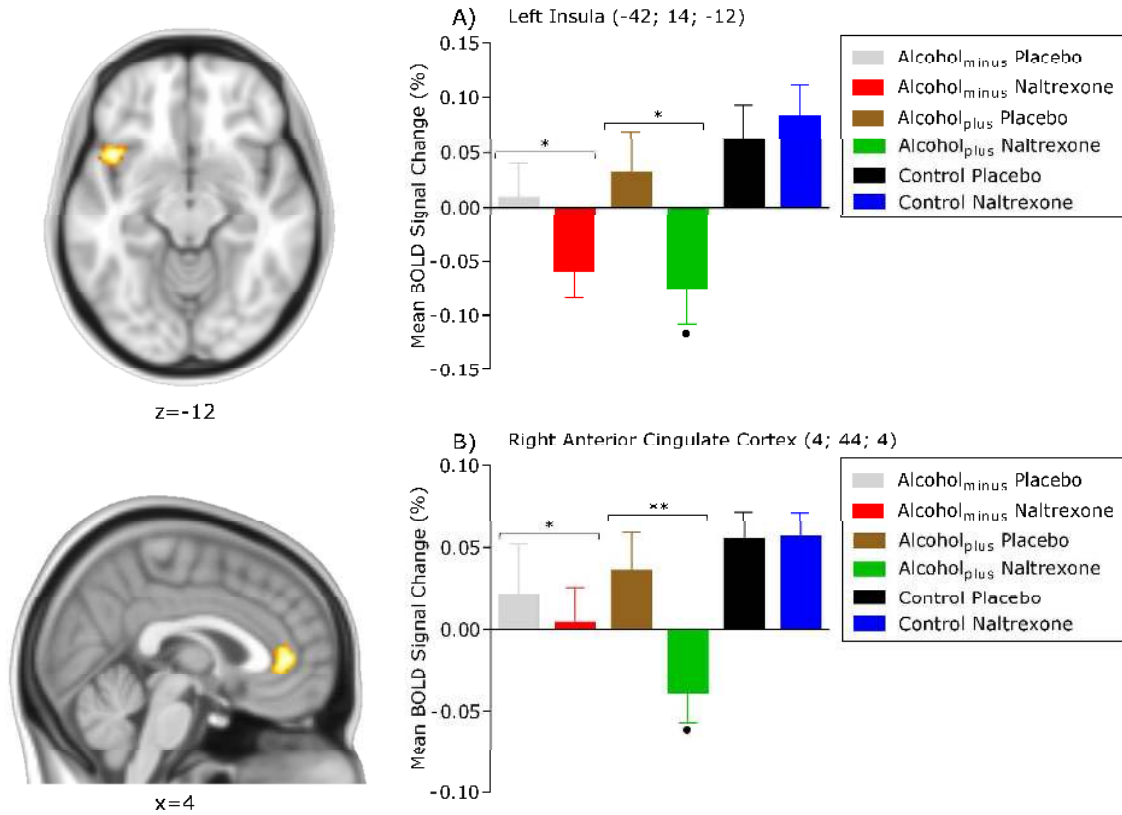 A) Left Insula (-42; 14; -12)
Mean BOLD Signal Change (%)
0.15
0.10
0.05
0.00
-0.05
-0.10
-0.15
*
*
•
Alcoholminus Placebo
Alcoholminus Naltrexone
Alcoholplus Placebo
Alcoholplus Naltrexone
Control Placebo
Control Naltrexone
z=-12
B) Right Anterior Cingulate Cortex (4; 44; 4)
Mean BOLD Signal Change (%)
0.10
0.05
0.00
-0.05
-0.10
*
**
•
Alcoholminus Placebo
Alcoholminus Naltrexone
Alcoholplus Placebo
Alcoholplus Naltrexone
Control Placebo
Control Naltrexone
x=4